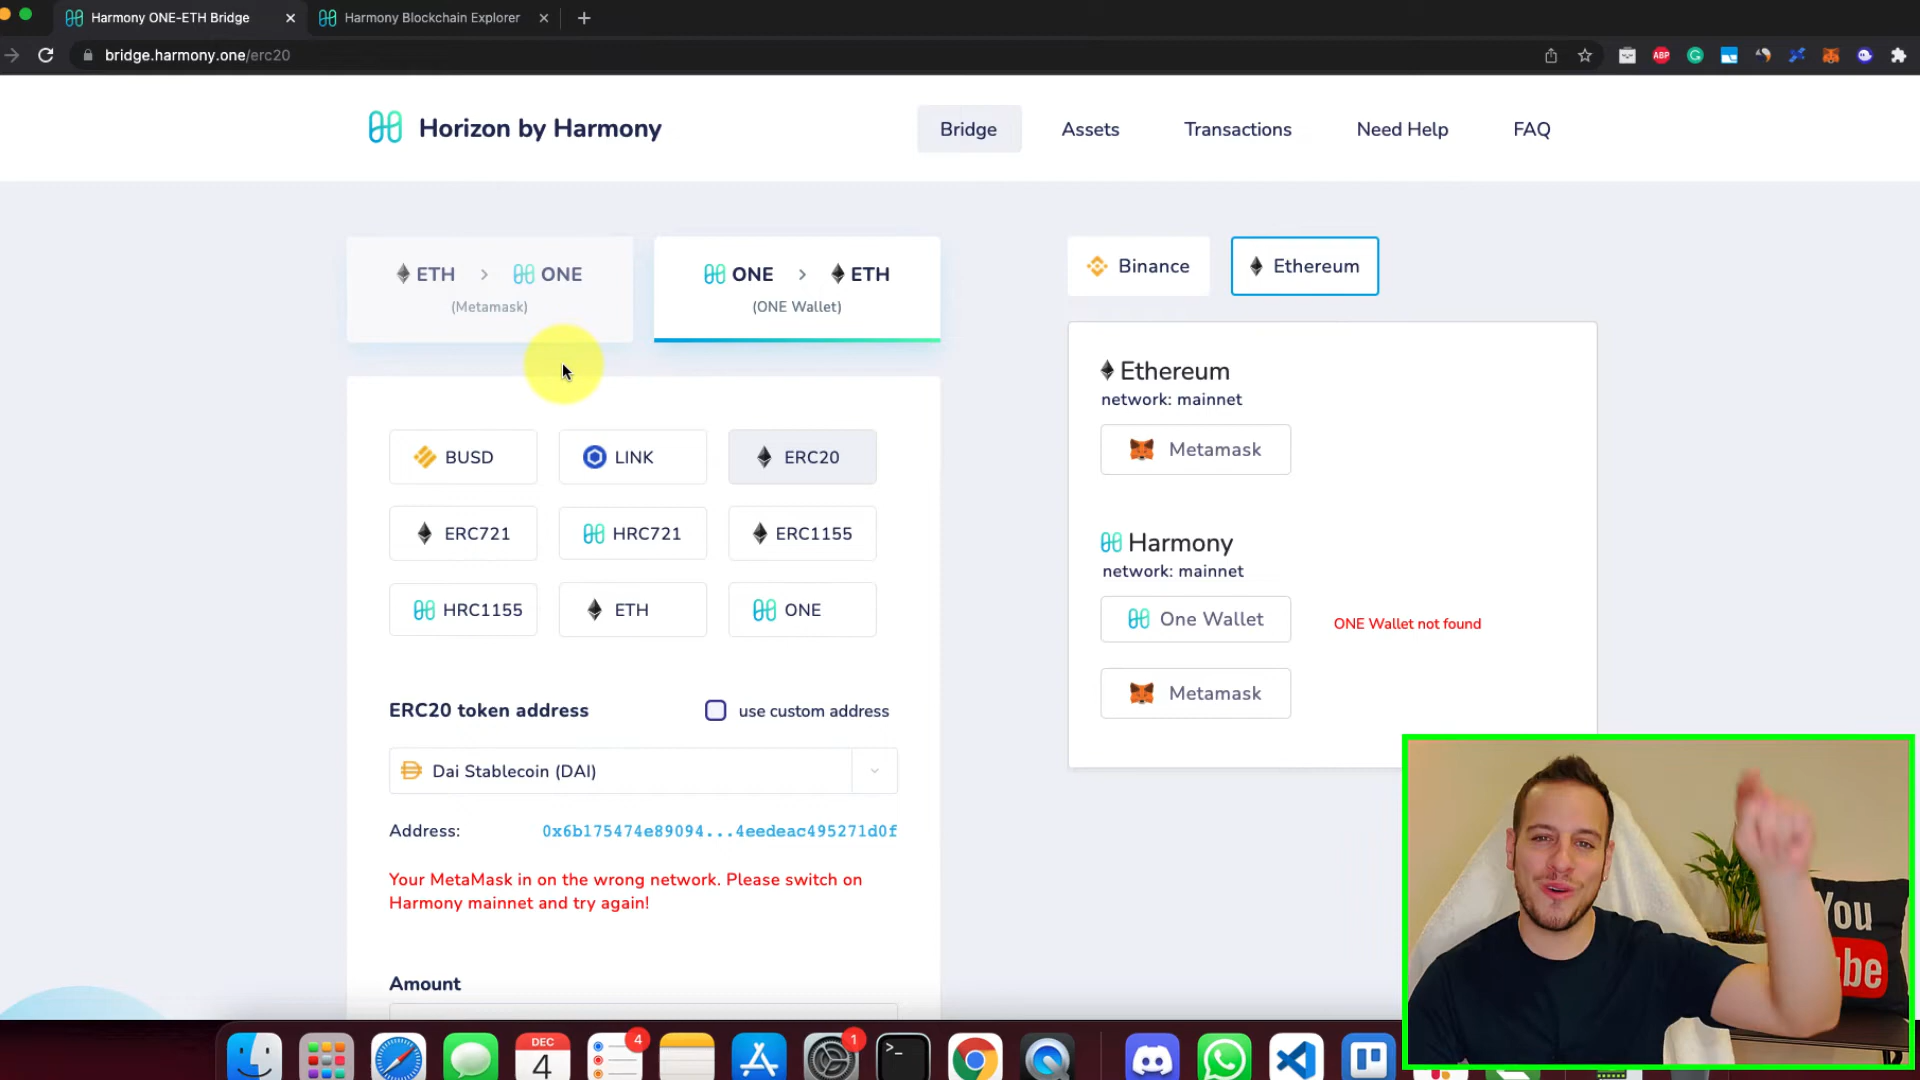 Harmony ONE-ETH Bridge
Harmony Blockchain Explorer
bridge.harmony.one/erc20
ABP
Horizon by Harmony
Bridge
Assets
Transactions
Need Help
FAQ
ETH > ONE
(Metamask)
ONE > ETH
(ONE Wallet)
Binance
Ethereum
BUSD
LINK
ERC20
ERC721
HRC721
ERC1155
HRC1155
ETH
ONE
ERC20 token address
use custom address
Dai Stablecoin (DAI)
Address:
0x6b175474e89094...4eedeac495271d0f
Your MetaMask in on the wrong network. Please switch on
Harmony mainnet and try again!
Amount
Ethereum
network: mainnet
Metamask
Harmony
network: mainnet
One Wallet
ONE Wallet not found
Metamask
You
DEC
4
4
1